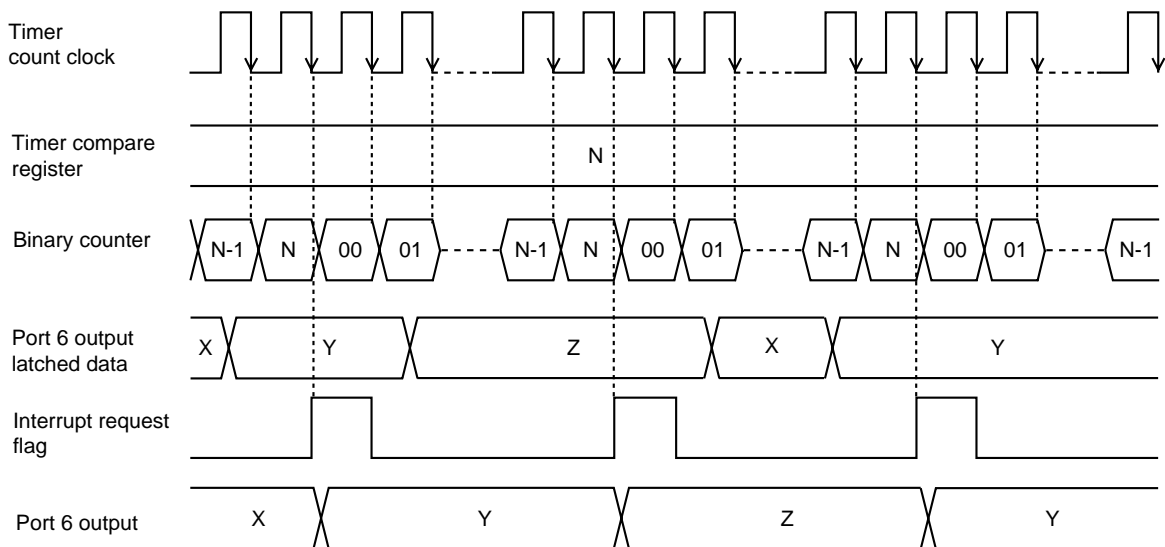 Timer
count clock
Timer compare
register
N
Binary counter
N-1 N 00 01 N-1 N 00 01 N-1 N 00 01 N-1
Port 6 output
latched data
X Y Z X Y
Interrupt request
flag
Port 6 output
X Y Z Y